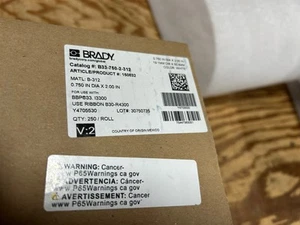 BRADY
Catalog #: B33-750-2-312
ARTICLE/PRODUCT #:
MATL: B-312
0.750 IN DIA X 2.00 IN
FOR USE WITH:
BBP33, I3300
USE RIBBON B30-R4300
Y4705530 LOT#: 30750735
QTY: 250 / ROLL
COUNTRY OF ORIGIN: MEXICO
V:2
WARNING: Cancer-
www.P65Warnings.ca.gov
ADVERTENCIA: Cáncer-
www.P65Warnings.ca.gov
AVERTISSEMENT: Cancer
www.P65Warnings.ca.gov